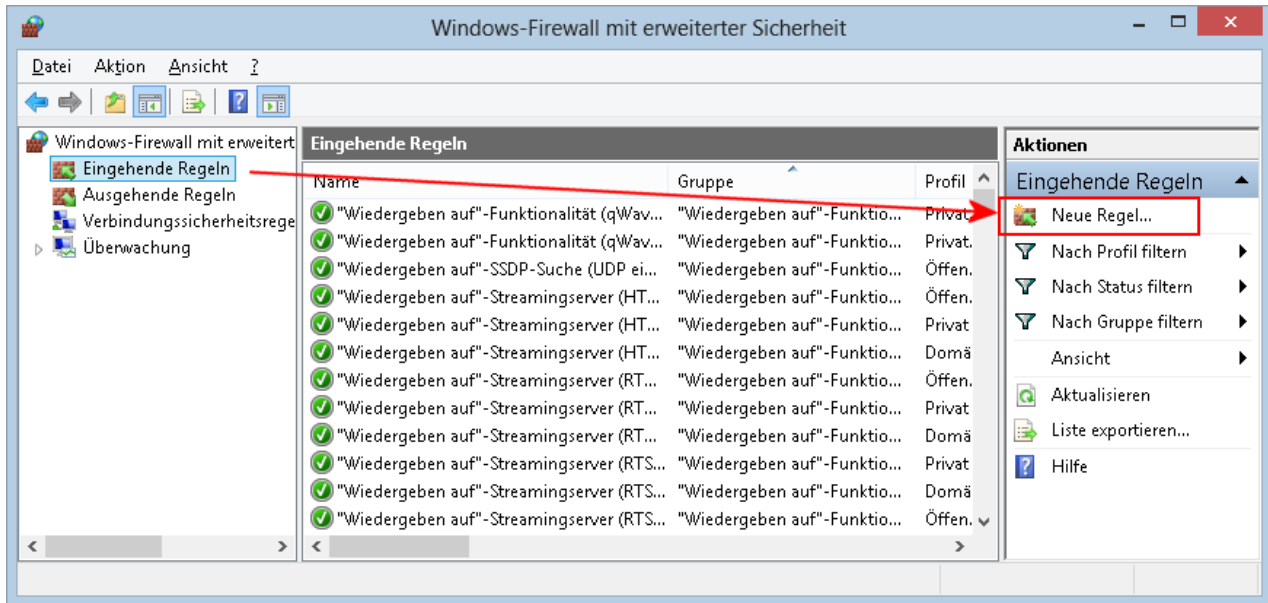 Windows-Firewall mit erweiterter Sicherheit
Datei Aktion Ansicht ?
Windows-Firewall mit erweitert
Eingehende Regeln
Ausgehende Regeln
Verbindungssicherheitsrege
Überwachung
Eingehende Regeln
Name Gruppe Profil
"Wiedergeben auf"-Funktionalität (qWav... "Wiedergeben auf"-Funktio... Privat
"Wiedergeben auf"-Funktionalität (qWav... "Wiedergeben auf"-Funktio... Privat.
"Wiedergeben auf"-SSDP-Suche (UDP ei... "Wiedergeben auf"-Funktio... Öffen.
"Wiedergeben auf"-Streamingserver (HT... "Wiedergeben auf"-Funktio... Öffen.
"Wiedergeben auf"-Streamingserver (HT... "Wiedergeben auf"-Funktio... Privat
"Wiedergeben auf"-Streamingserver (HT... "Wiedergeben auf"-Funktio... Domä
"Wiedergeben auf"-Streamingserver (RT... "Wiedergeben auf"-Funktio... Öffen.
"Wiedergeben auf"-Streamingserver (RT... "Wiedergeben auf"-Funktio... Privat
"Wiedergeben auf"-Streamingserver (RT... "Wiedergeben auf"-Funktio... Domä
"Wiedergeben auf"-Streamingserver (RTS... "Wiedergeben auf"-Funktio... Privat
"Wiedergeben auf"-Streamingserver (RTS... "Wiedergeben auf"-Funktio... Domä
"Wiedergeben auf"-Streamingserver (RTS... "Wiedergeben auf"-Funktio... Öffen.
Aktionen
Eingehende Regeln
Neue Regel...
Nach Profil filtern
Nach Status filtern
Nach Gruppe filtern
Ansicht
Aktualisieren
Liste exportieren...
Hilfe